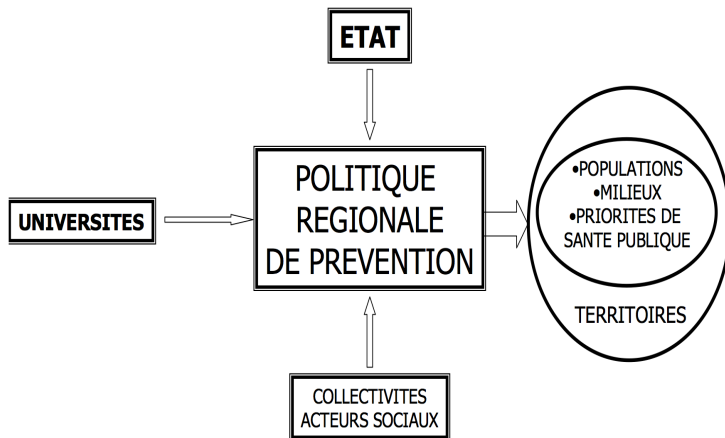 ETAT
POLITIQUE
REGIONALE
DE PREVENTION
UNIVERSITES
•POPULATIONS
•MILIEUX
•PRIORITES DE
SANTE PUBLIQUE
TERRITOIRES
COLLECTIVITES
ACTEURS SOCIAUX